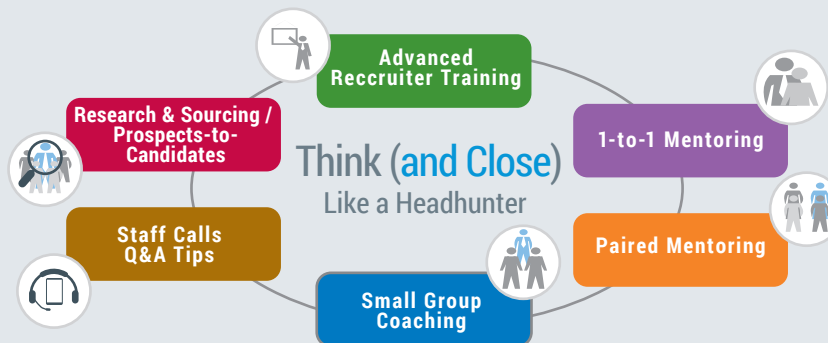 Advanced
Reccruiter Training
Research & Sourcing /
Prospects-to-
Candidates
1-to-1 Mentoring
Think (and Close)
Like a Headhunter
Staff Calls
Q&A Tips
Paired Mentoring
Small Group
Coaching